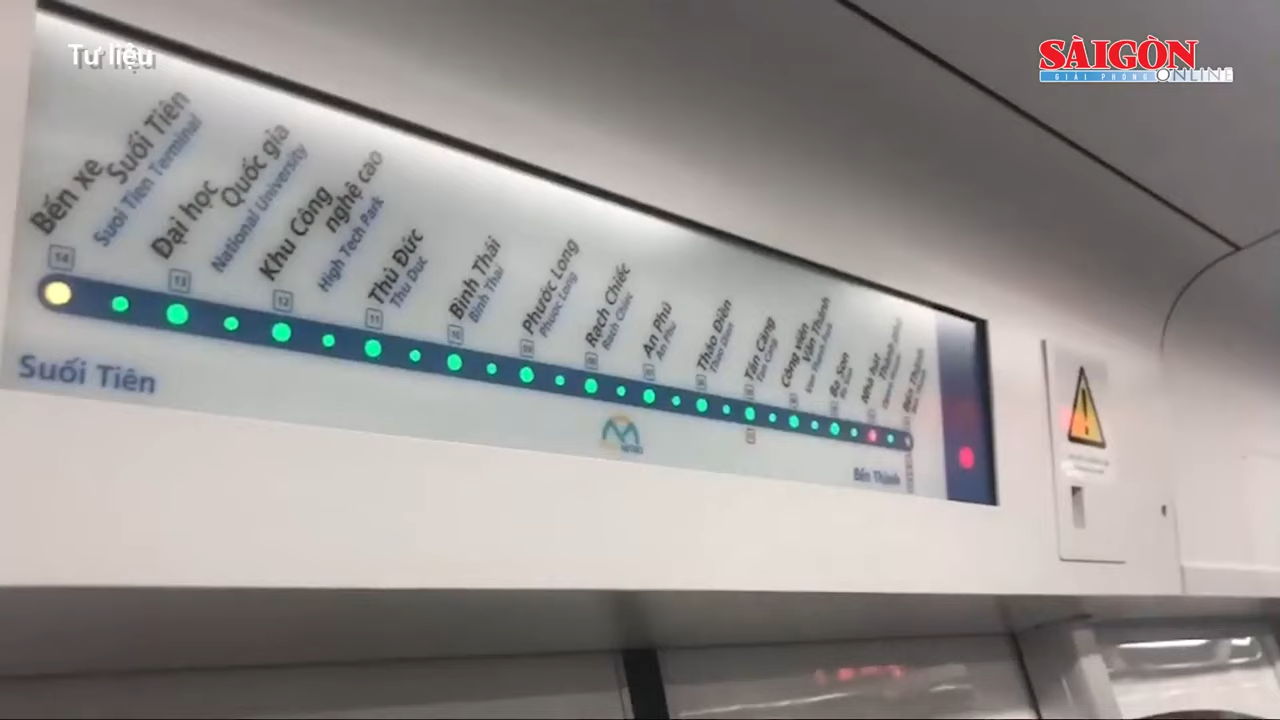 Tư liệu
SÀIGÒN
GIẢI PHÓNG ONLINE
Bến xe
Suối Tiên
Suoi Tien Terminal
14
Đại học
Quốc gia
National University
13
Khu Công
nghệ cao
High Tech Park
12
Thủ Đức
Thu Duc
11
Bình Thái
Binh Thai
Phước Long
Phuoc Long
Rạch Chiếc
Rach Chiec
An Phú
An Phu
Thảo Điền
Thao Dien
Tân Cảng
Tan Cang
Công viên
Văn Thánh
Van Thanh Park
Ba Son
Ba Son
Nhà hát
Thành phố
Bến Thành
Suối Tiên
Bến Thành